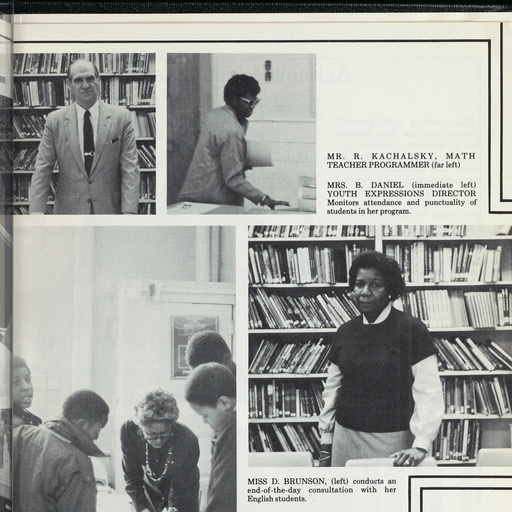 MR. R. KACHALSKY, MATH
TEACHER PROGRAMMER (far left)
MRS. B. DANIEL (immediate left)
YOUTH EXPRESSIONS DIRECTOR
Monitors attendance and punctuality of
students in her program.
MISS D. BRUNSON, (left) conducts an
end-of-the-day consultation with her
English students.